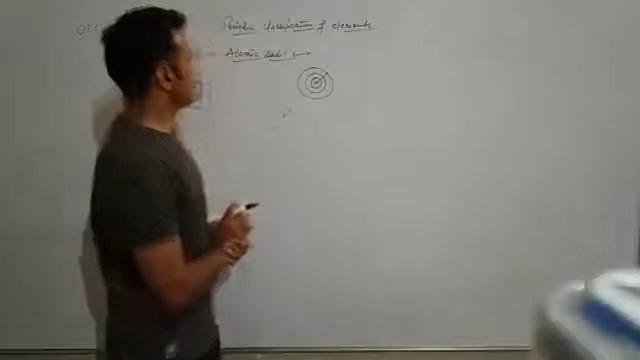 Periodic classification of elements
Atomic Radii